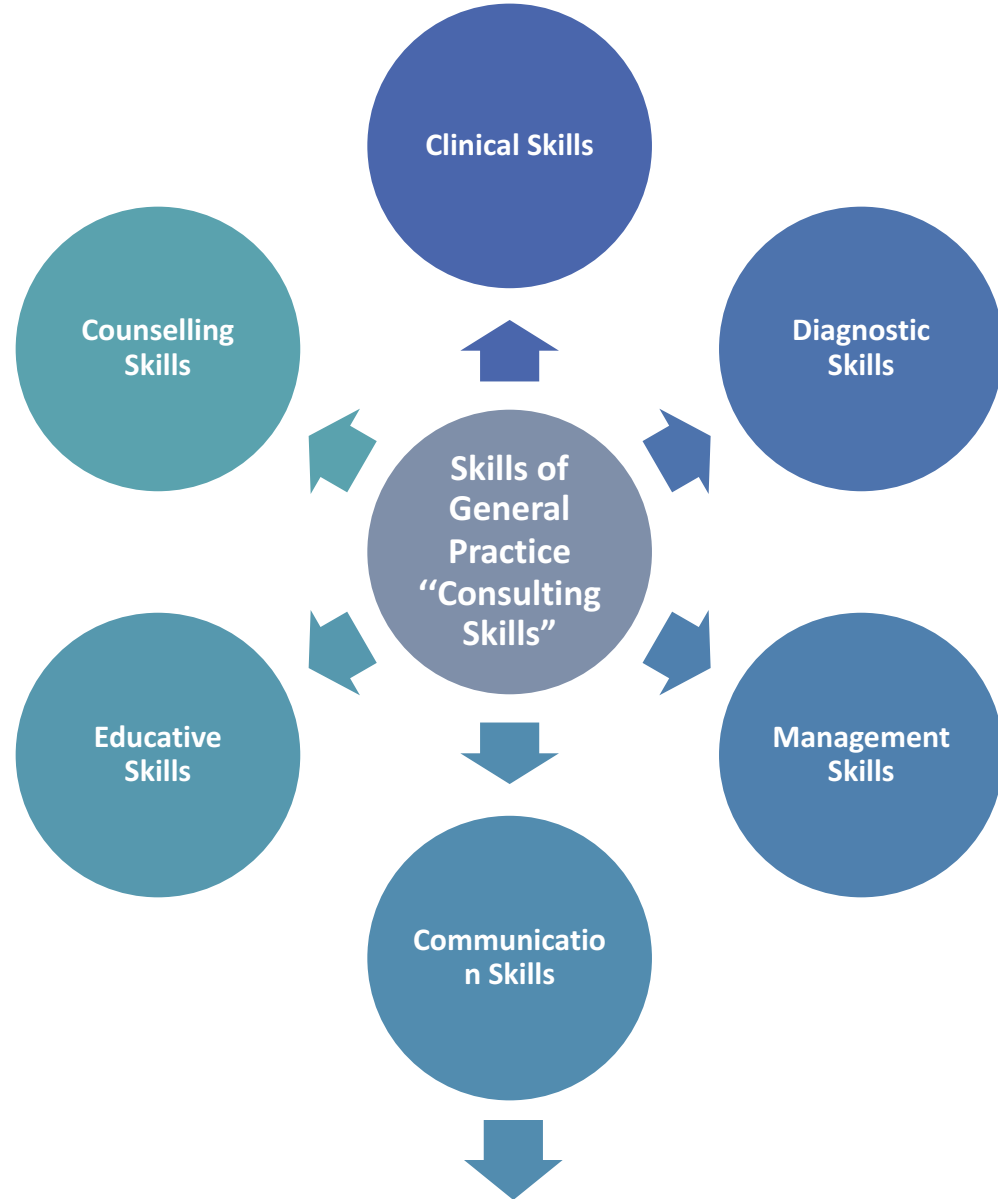 Clinical Skills
Counselling
Skills
Diagnostic
Skills
Skills of
General
Practice
‘‘Consulting
Skills”
Educative
Skills
Management
Skills
Communicatio
n Skills